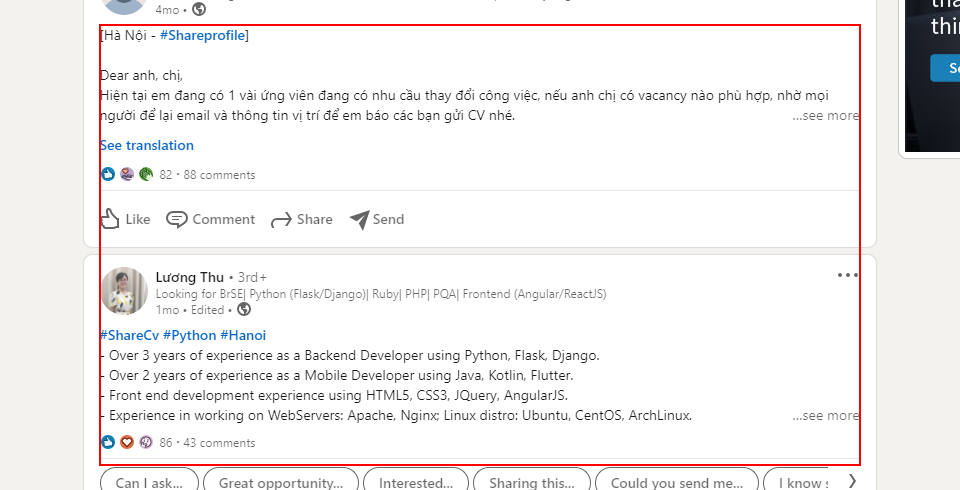 4mo •
[Hà Nội - #Shareprofile]
Dear anh, chị,
Hiện tại em đang có 1 vài ứng viên đang có nhu cầu thay đổi công việc, nếu anh chị có vacancy nào phù hợp, nhờ mọi
người để lại email và thông tin vị trí để em báo các bạn gửi CV nhé. ...see more
See translation
82 • 88 comments
Like Comment Share Send
Lương Thu • 3rd+
Looking for BrSE| Python (Flask/Django)| Ruby| PHP| PQA| Frontend (Angular/ReactJS)
1mo • Edited •
#ShareCv #Python #Hanoi
- Over 3 years of experience as a Backend Developer using Python, Flask, Django.
- Over 2 years of experience as a Mobile Developer using Java, Kotlin, Flutter.
- Front end development experience using HTML5, CSS3, JQuery, AngularJS.
- Experience in working on WebServers: Apache, Nginx; Linux distro: Ubuntu, CentOS, ArchLinux. ...see more
86 • 43 comments
Can I ask... Great opportunity... Interested... Sharing this... Could you send me... I know